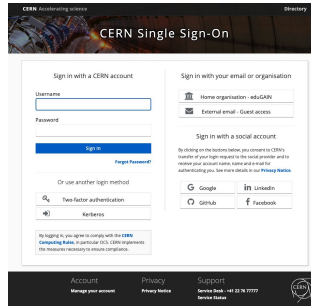 CERN Accelerating science
Directory
CERN Single Sign-On
Sign in with a CERN account
Username
Password
Sign In
Forgot Password?
Or use another login method
Two-factor authentication
Kerberos
By logging in, you agree to comply with the CERN
Computing Rules, in particular OC5. CERN implements
the measures necessary to ensure compliance.
Sign in with your email or organisation
Home organisation - eduGAIN
External email - Guest access
Sign in with a social account
By clicking on the buttons below, you consent to CERN's
transfer of your login request to the social provider and to
receive your account name, name and e-mail for
authenticating you. See more details in our Privacy Notice.
G Google
in LinkedIn
GitHub
f Facebook
Account
Manage your account
Privacy
Privacy Notice
Support
Service Desk - +41 22 76 77777
Service Status
CERN